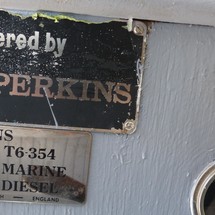 ered by
PERKINS
NS
T6-354
MARINE
DIESEL
ENGLAND